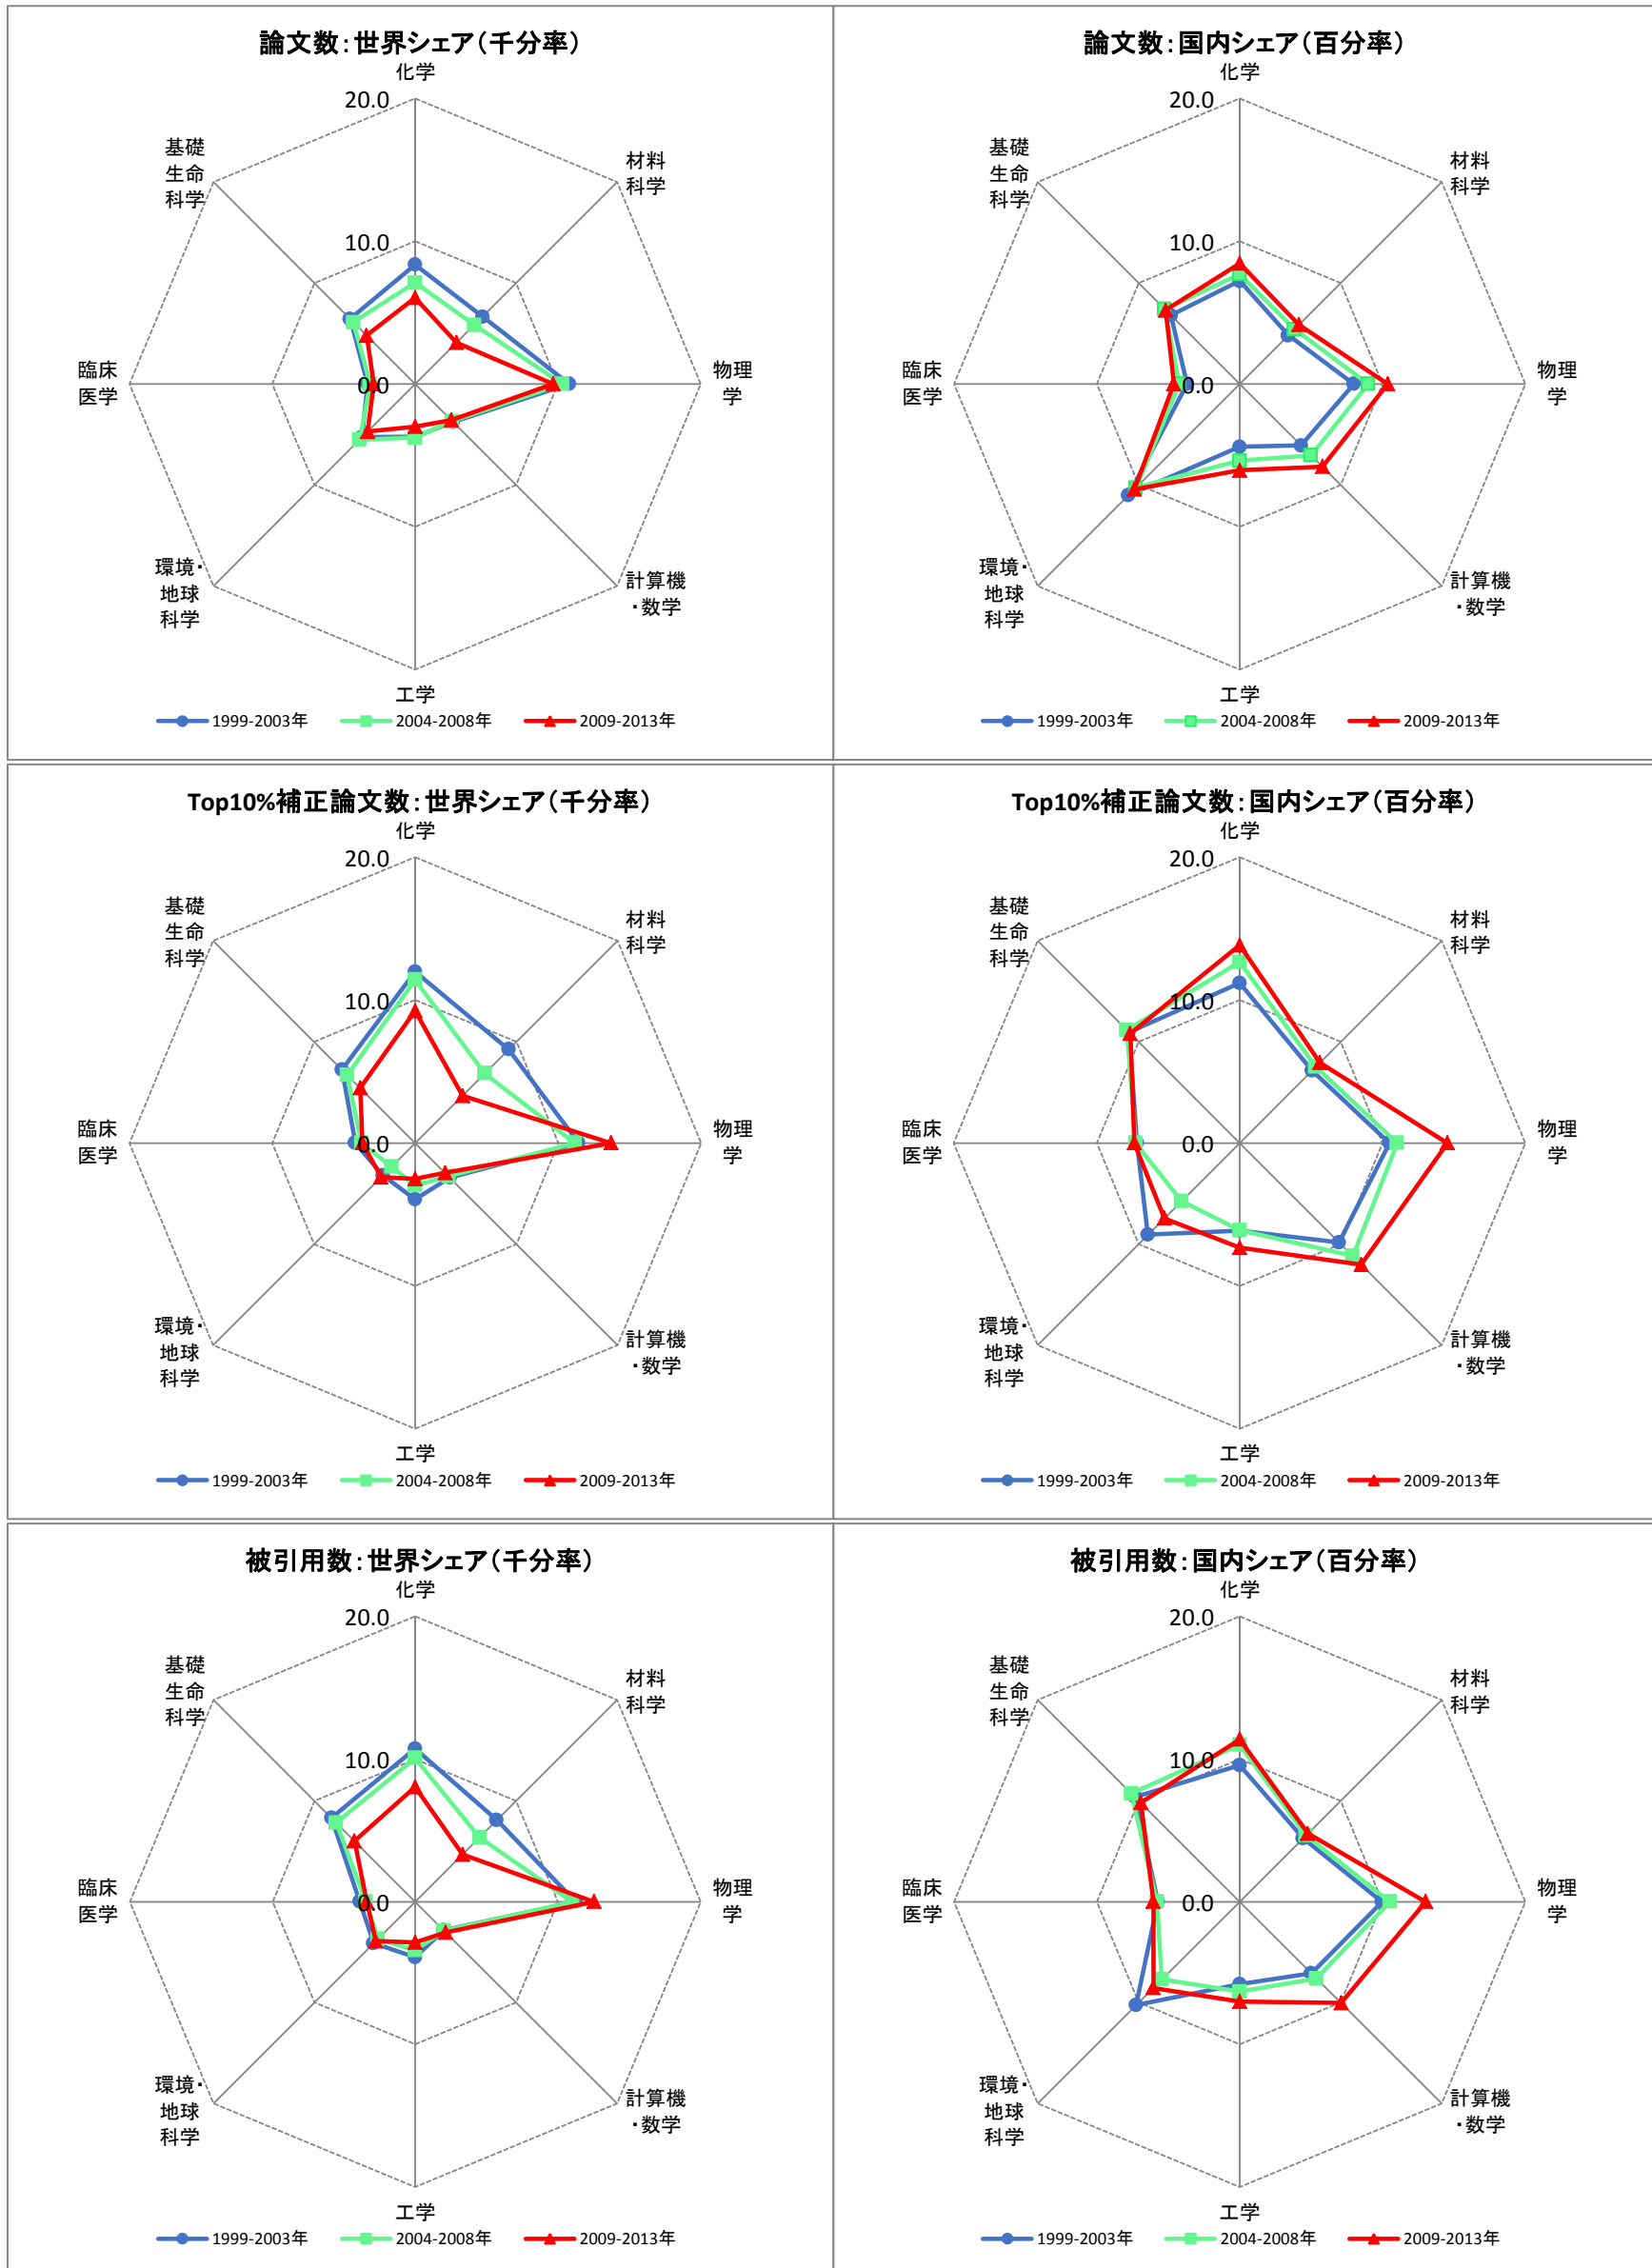 論文数：世界シェア（千分率）
化学
20.0
基礎
生命
科学
材料
科学
10.0
臨床
医学
0.0
物理
学
環境・
地球
科学
計算機
・数学
工学
1999-2003年
2004-2008年
2009-2013年
論文数：国内シェア（百分率）
化学
20.0
基礎
生命
科学
材料
科学
10.0
臨床
医学
0.0
物理
学
環境・
地球
科学
計算機
・数学
工学
1999-2003年
2004-2008年
2009-2013年
Top10%補正論文数：世界シェア（千分率）
化学
20.0
基礎
生命
科学
材料
科学
10.0
臨床
医学
0.0
物理
学
環境・
地球
科学
計算機
・数学
工学
1999-2003年
2004-2008年
2009-2013年
Top10%補正論文数：国内シェア（百分率）
化学
20.0
基礎
生命
科学
材料
科学
10.0
臨床
医学
0.0
物理
学
環境・
地球
科学
計算機
・数学
工学
1999-2003年
2004-2008年
2009-2013年
被引用数：世界シェア（千分率）
化学
20.0
基礎
生命
科学
材料
科学
10.0
臨床
医学
0.0
物理
学
環境・
地球
科学
計算機
・数学
工学
1999-2003年
2004-2008年
2009-2013年
被引用数：国内シェア（百分率）
化学
20.0
基礎
生命
科学
材料
科学
10.0
臨床
医学
0.0
物理
学
環境・
地球
科学
計算機
・数学
工学
1999-2003年
2004-2008年
2009-2013年